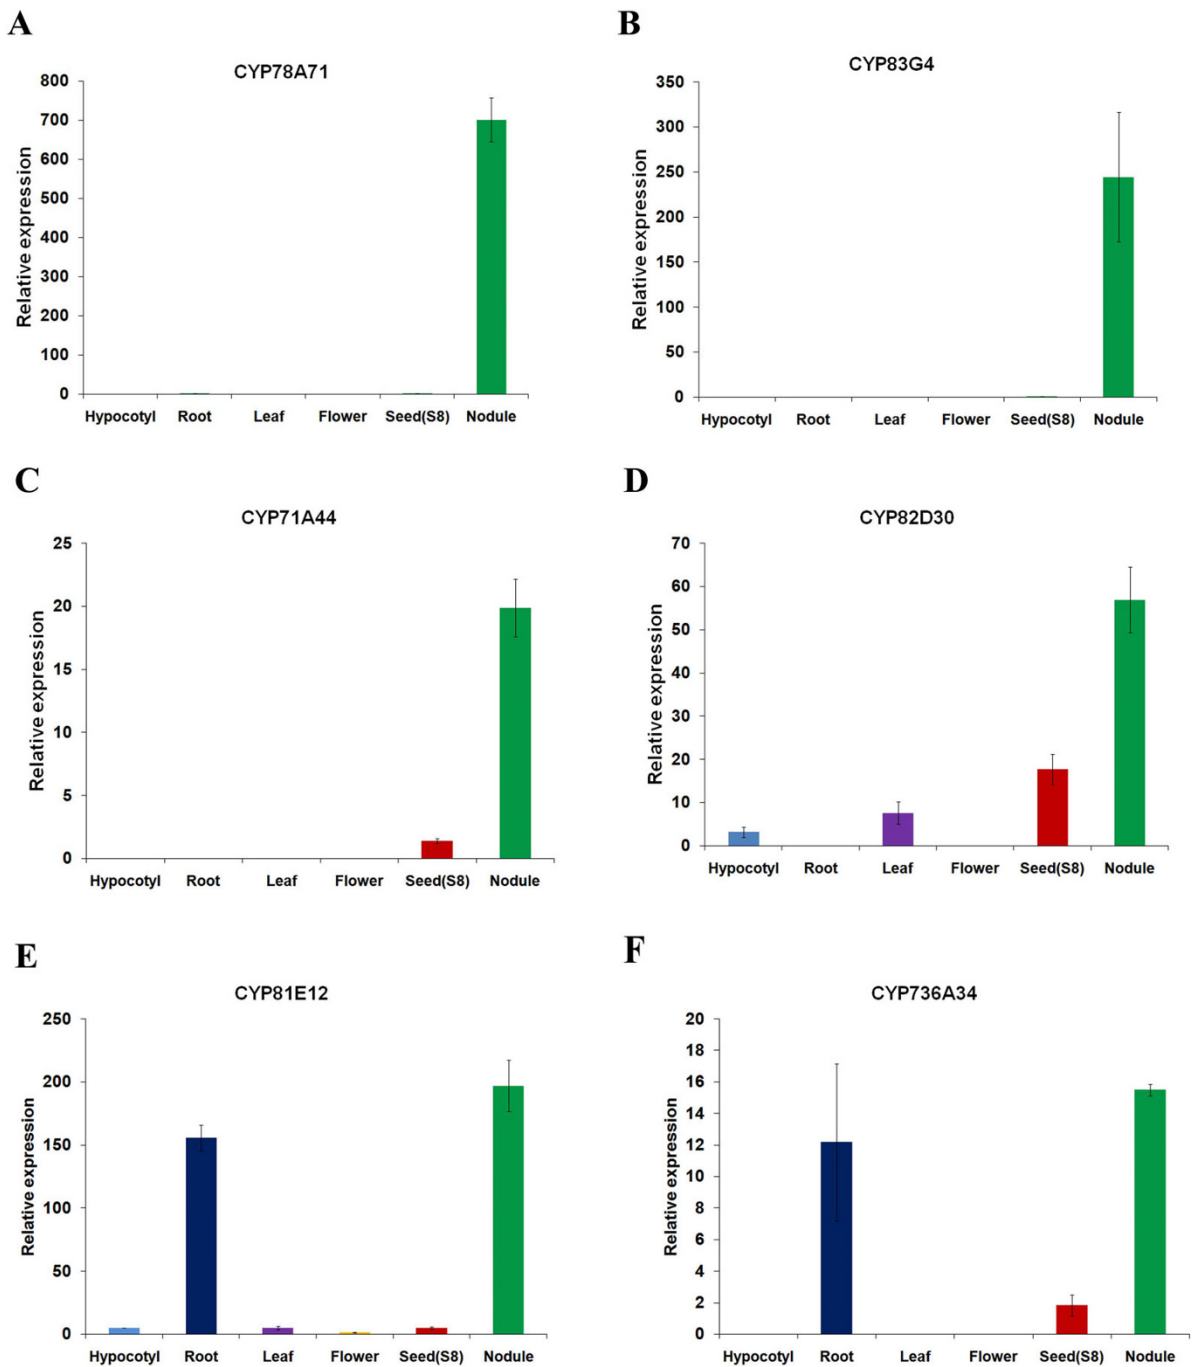 A
CYP78A71
Relative expression
800
700
600
500
400
300
200
100
0
Hypocotyl Root Leaf Flower Seed(S8) Nodule
B
CYP83G4
Relative expression
350
300
250
200
150
100
50
0
Hypocotyl Root Leaf Flower Seed(S8) Nodule
C
CYP71A44
Relative expression
25
20
15
10
5
0
Hypocotyl Root Leaf Flower Seed(S8) Nodule
D
CYP82D30
Relative expression
70
60
50
40
30
20
10
0
Hypocotyl Root Leaf Flower Seed(S8) Nodule
E
CYP81E12
Relative expression
250
200
150
100
50
0
Hypocotyl Root Leaf Flower Seed(S8) Nodule
F
CYP736A34
Relative expression
20
18
16
14
12
10
8
6
4
2
0
Hypocotyl Root Leaf Flower Seed(S8) Nodule